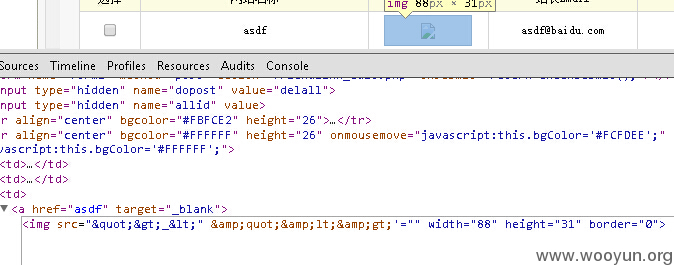 img 88px × 31px
asdf
asdf@baidu.com
Sources Timeline Profiles Resources Audits Console
nput type="hidden" name="dopost" value="delall">
nput type="hidden" name="allid" value>
r align="center" bgcolor="#FBFCE2" height="26">…</tr>
r align="center" bgcolor="#FFFFFF" height="26" onmousemove="javascript:this.bgColor='#FCFDEE';"
vascript:this.bgColor='#FFFFFF';">
<td>…</td>
<td>…</td>
<td>
▼<a href="asdf" target="_blank">
<img src="&quot;&gt;_&lt;" &amp;quot;&amp;lt;&amp;gt;'="" width="88" height="31" border="0">
www.wooyun.org